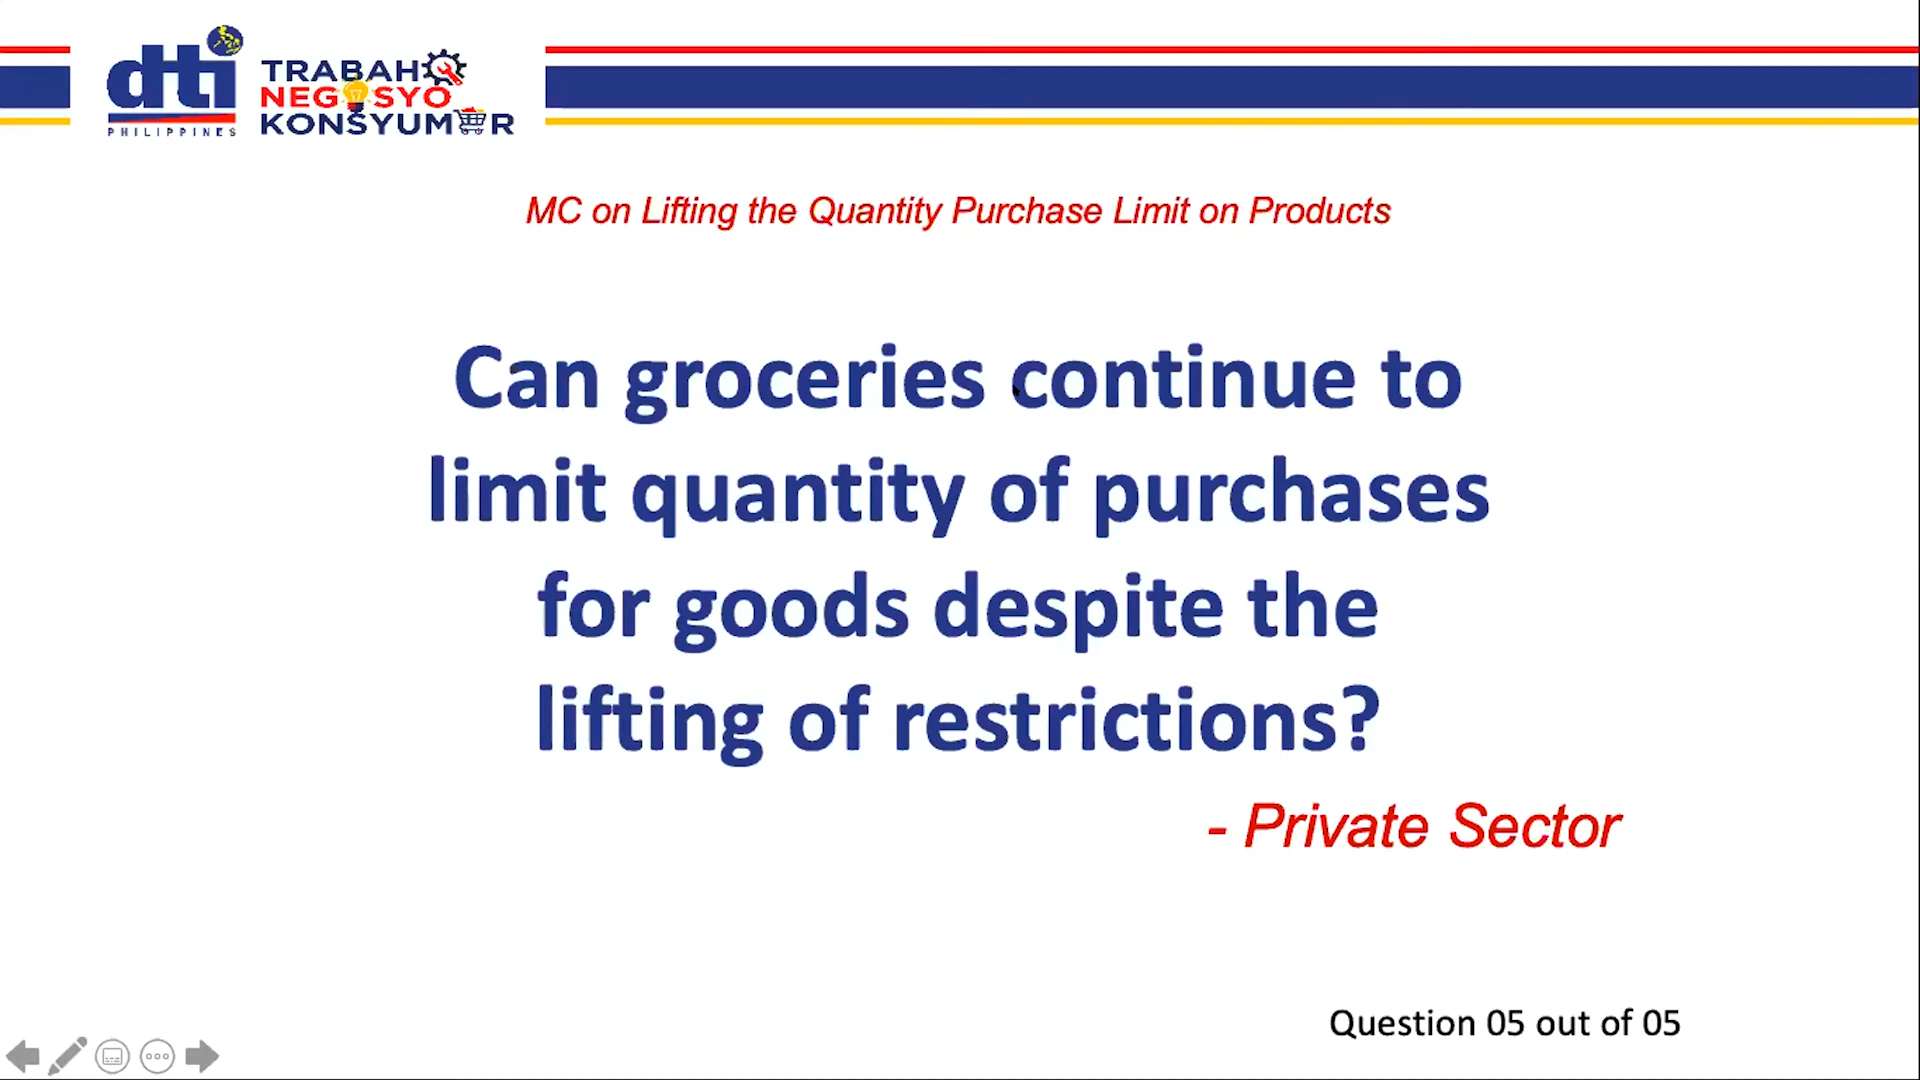 dti
PHILIPPINES
TRABAHO
NEGOSYO
KONSYUMER
MC on Lifting the Quantity Purchase Limit on Products
Can groceries continue to
limit quantity of purchases
for goods despite the
lifting of restrictions?
- Private Sector
Question 05 out of 05